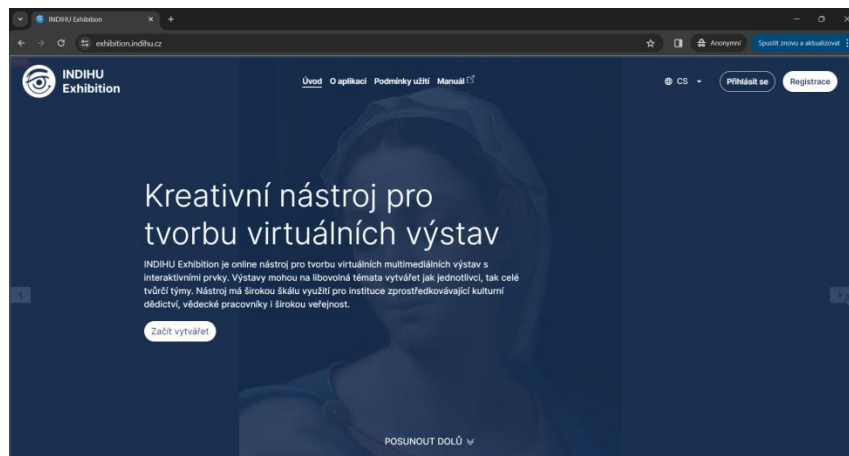 INDIHU Exhibition
exhibition.indihu.cz
Anonymní
Spustit znovu a aktualizovat
INDIHU
Exhibition
Úvod O aplikaci Podmínky užití Manuál
CS
Přihlásit se
Registrace
Kreativní nástroj pro
tvorbu virtuálních výstav
INDIHU Exhibition je online nástroj pro tvorbu virtuálních multimediálních výstav s
interaktivními prvky. Výstavy mohou na libovolná témata vytvářet jak jednotlivci, tak celé
tvůrčí týmy. Nástroj má širokou škálu využití pro instituce zprostředkovávající kulturní
dědictví, vědecké pracovníky i širokou veřejnost.
Začít vytvářet
POSUNOUT DOLŮ